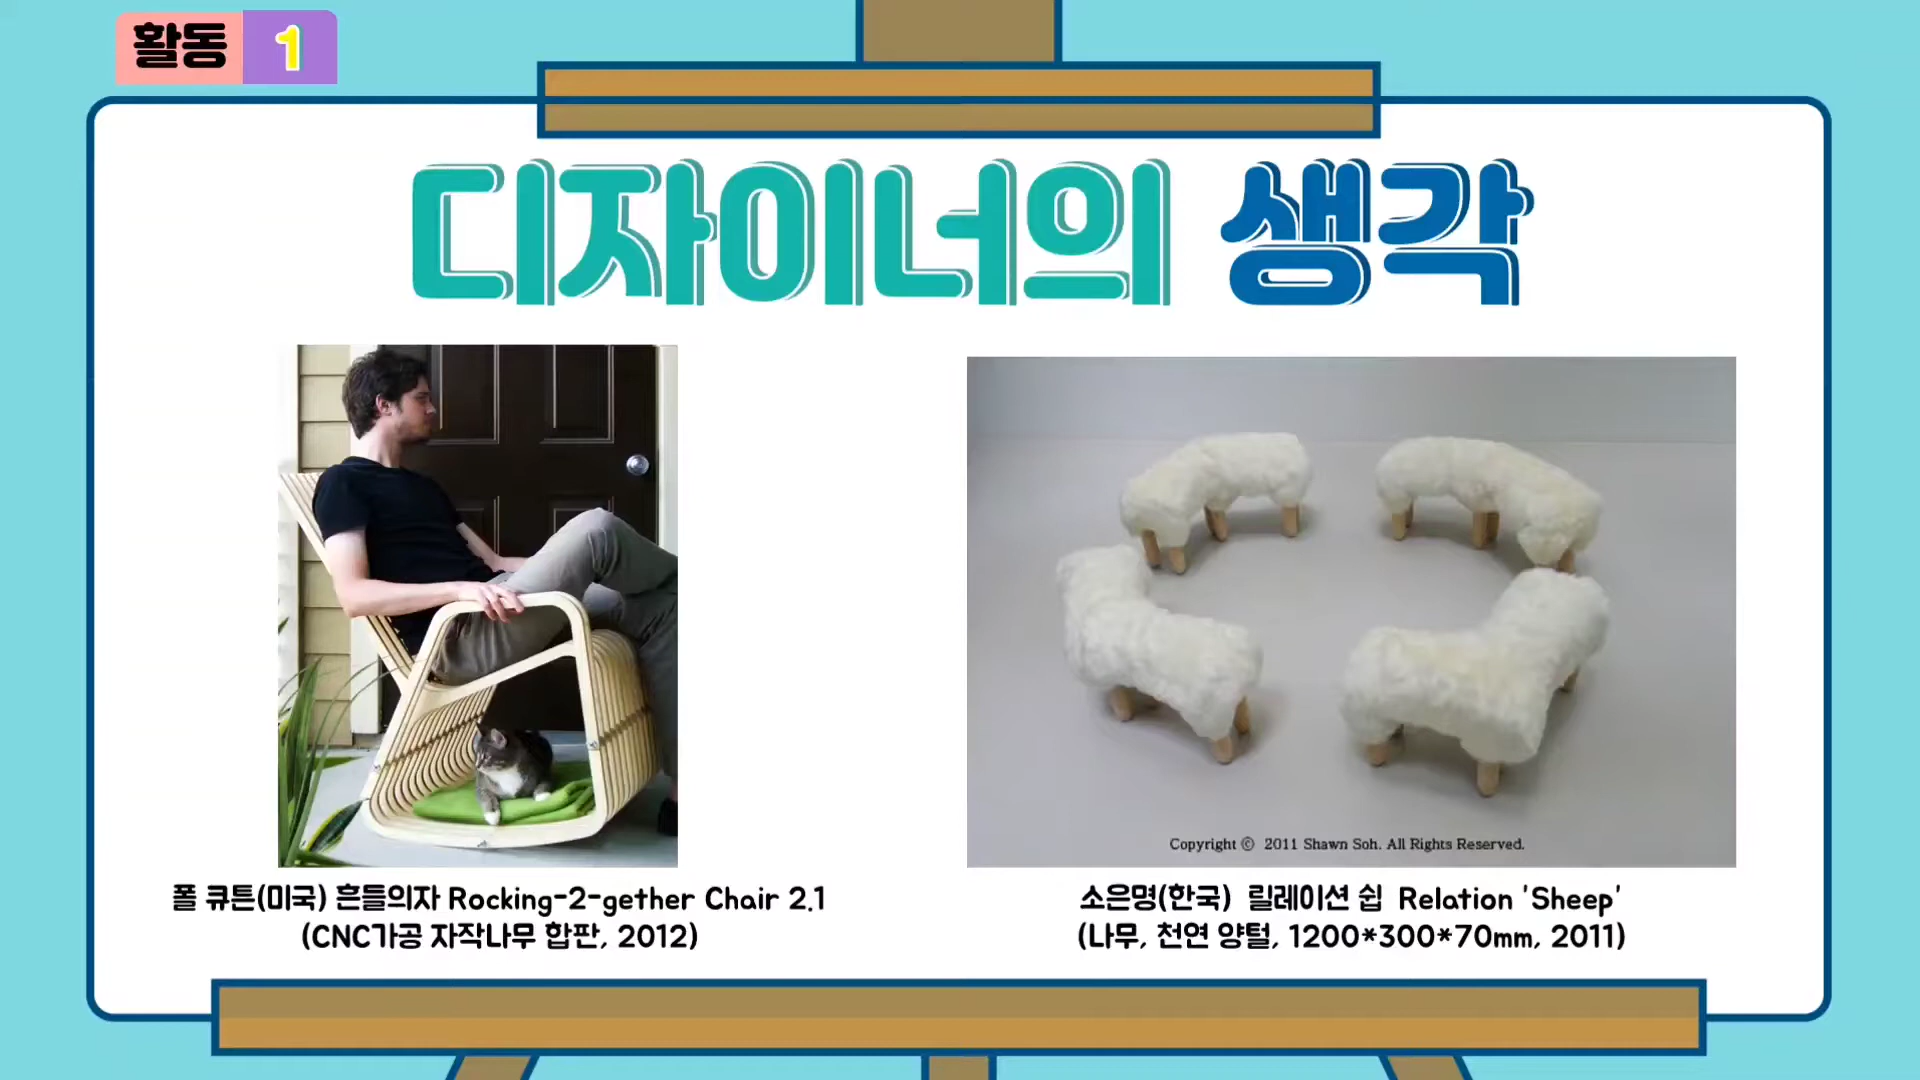 활동 1
디자이너의 생각
Copyright ⓒ 2011 Shawn Soh. All Rights Reserved.
폴 큐튼(미국) 흔들의자 Rocking-2-gether Chair 2.1
(CNC가공 자작나무 합판, 2012)
소은명(한국) 릴레이션 쉽 Relation 'Sheep'
(나무, 천연 양털, 1200*300*70mm, 2011)